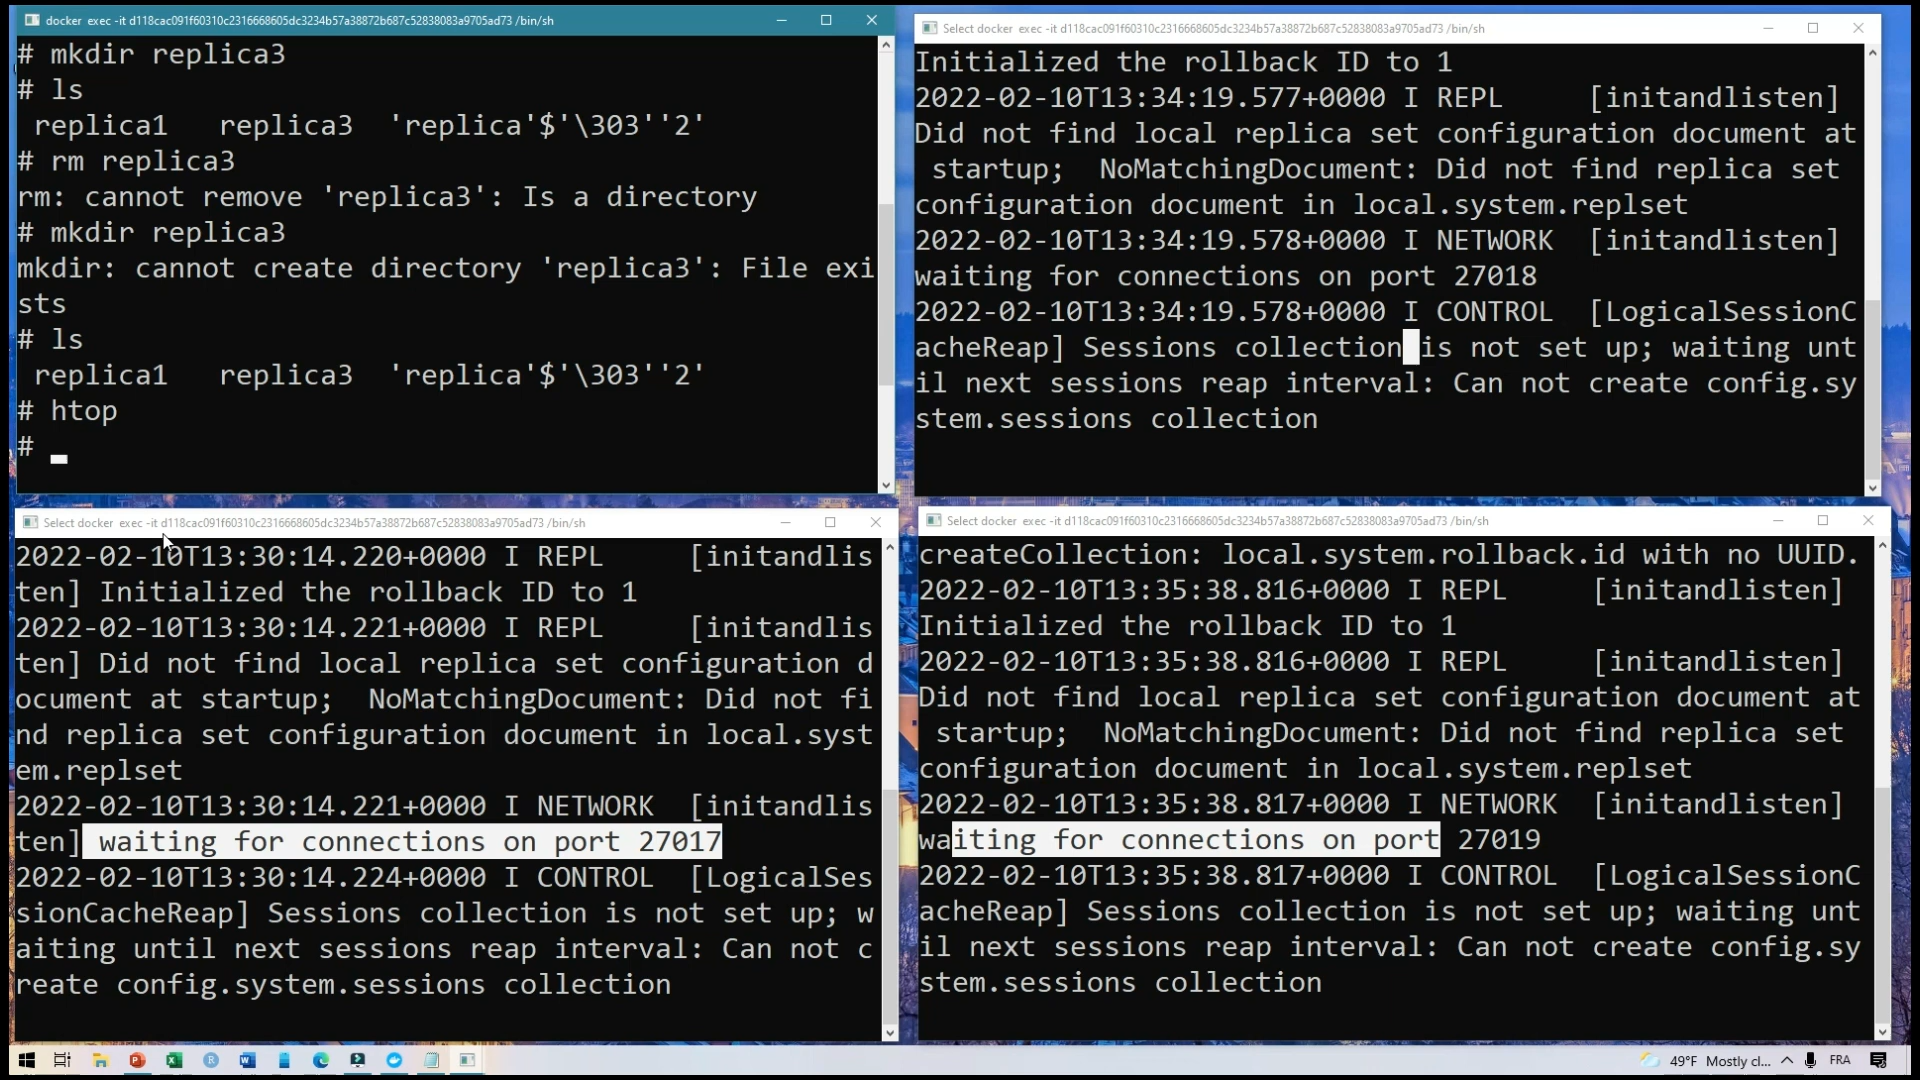 docker exec -it d118cac091f60310c2316668605dc3234b57a38872b687c52838083a9705ad73 /bin/sh
# mkdir replica3
# ls
replica1   replica3  'replica'$'\303''2'
# rm replica3
rm: cannot remove 'replica3': Is a directory
# mkdir replica3
mkdir: cannot create directory 'replica3': File exi
sts
# ls
replica1   replica3  'replica'$'\303''2'
# htop
#
Select docker exec -it d118cac091f60310c2316668605dc3234b57a38872b687c52838083a9705ad73 /bin/sh
Initialized the rollback ID to 1
2022-02-10T13:34:19.577+0000 I REPL     [initandlisten]
Did not find local replica set configuration document at
 startup;  NoMatchingDocument: Did not find replica set
configuration document in local.system.replset
2022-02-10T13:34:19.578+0000 I NETWORK  [initandlisten]
waiting for connections on port 27018
2022-02-10T13:34:19.578+0000 I CONTROL  [LogicalSessionC
acheReap] Sessions collection is not set up; waiting unt
il next sessions reap interval: Can not create config.sy
stem.sessions collection
Select docker exec -it d118cac091f60310c2316668605dc3234b57a38872b687c52838083a9705ad73 /bin/sh
2022-02-10T13:30:14.220+0000 I REPL     [initandlis
ten] Initialized the rollback ID to 1
2022-02-10T13:30:14.221+0000 I REPL     [initandlis
ten] Did not find local replica set configuration d
ocument at startup;  NoMatchingDocument: Did not fi
nd replica set configuration document in local.syst
em.replset
2022-02-10T13:30:14.221+0000 I NETWORK  [initandlis
ten] waiting for connections on port 27017
2022-02-10T13:30:14.224+0000 I CONTROL  [LogicalSes
sionCacheReap] Sessions collection is not set up; w
aiting until next sessions reap interval: Can not c
reate config.system.sessions collection
Select docker exec -it d118cac091f60310c2316668605dc3234b57a38872b687c52838083a9705ad73 /bin/sh
createCollection: local.system.rollback.id with no UUID.
2022-02-10T13:35:38.816+0000 I REPL     [initandlisten]
Initialized the rollback ID to 1
2022-02-10T13:35:38.816+0000 I REPL     [initandlisten]
Did not find local replica set configuration document at
 startup;  NoMatchingDocument: Did not find replica set
configuration document in local.system.replset
2022-02-10T13:35:38.817+0000 I NETWORK  [initandlisten]
waiting for connections on port 27019
2022-02-10T13:35:38.817+0000 I CONTROL  [LogicalSessionC
acheReap] Sessions collection is not set up; waiting unt
il next sessions reap interval: Can not create config.sy
stem.sessions collection
49°F Mostly cl... FRA